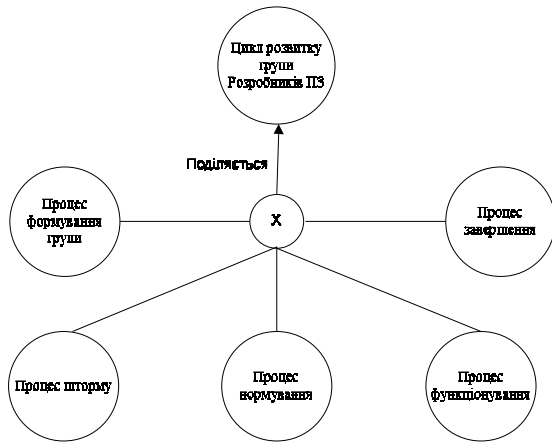 Цикл розвитку
групи
Розробників ПЗ
Поділяється
Процес
формування
групи
X
Процес
завершення
Процес шторму
Процес
нормування
Процес
функціонування